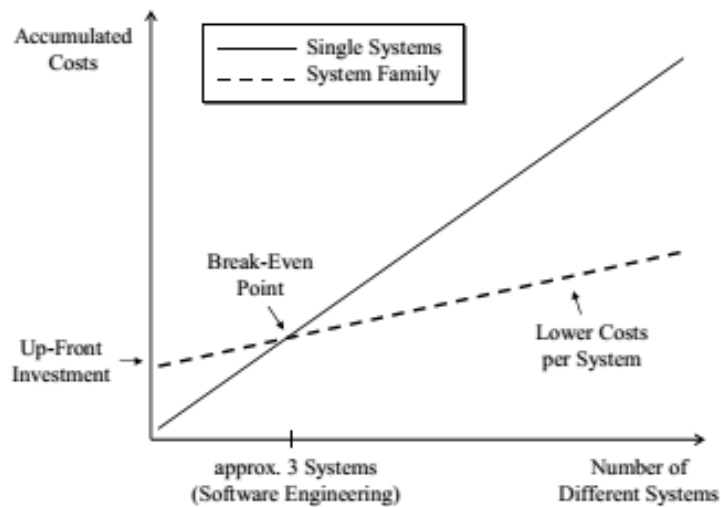 Accumulated
Costs
Single Systems
System Family
Break-Even
Point
Up-Front
Investment
Lower Costs
per System
approx. 3 Systems
(Software Engineering)
Number of
Different Systems